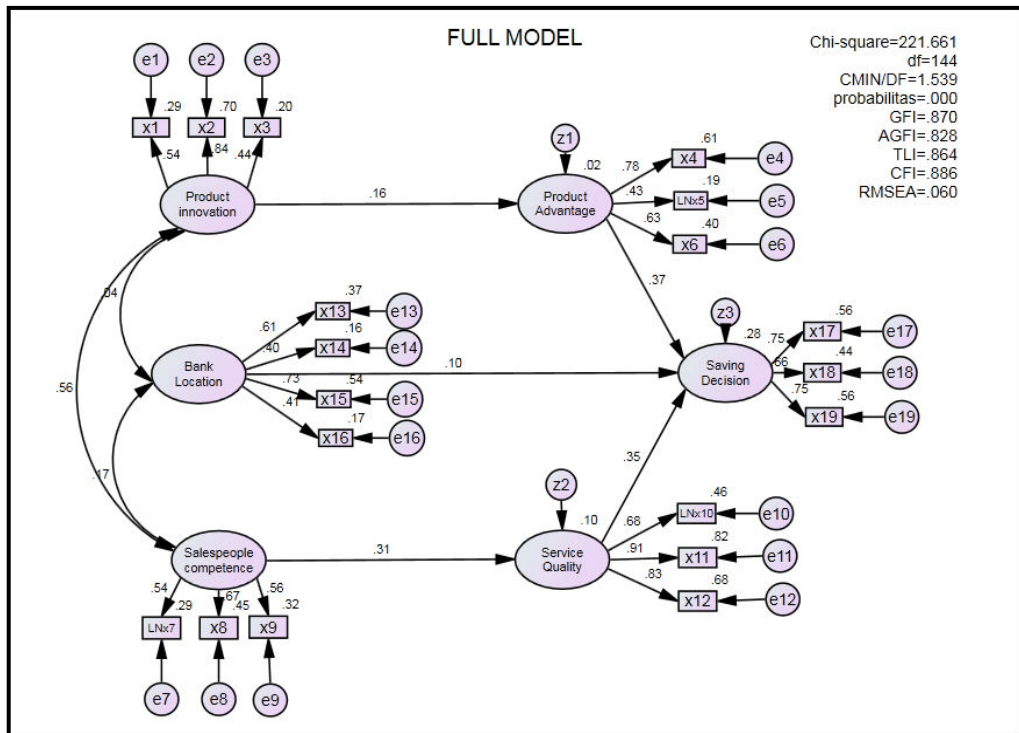 FULL MODEL
Chi-square=221.661
df=144
CMIN/DF=1.539
probabilitas=.000
GFI=.870
AGFI=.828
TLI=.864
CFI=.886
RMSEA=.060
e1
e2
e3
.29
.70
.20
x1
x2
x3
.54
.84
.44
Product
innovation
.16
z1
.02
Product
Advantage
.61
.78
x4
e4
.19
.43
LNx5
e5
.63
.40
x6
e6
.37
.04
.56
.17
Bank
Location
.37
.61
x13
e13
.16
.40
x14
e14
.10
.73
.54
x15
e15
.41
.17
x16
e16
z3
.28
Saving
Decision
.56
.75
x17
e17
.44
x18
e18
.56
.75
x19
e19
.35
z2
.10
Service
Quality
.46
.68
LNx10
e10
.82
.91
x11
e11
.68
.83
x12
e12
Salespeople
competence
.31
.54
.67
.56
.29
.45
.32
LNx7
x8
x9
e7
e8
e9